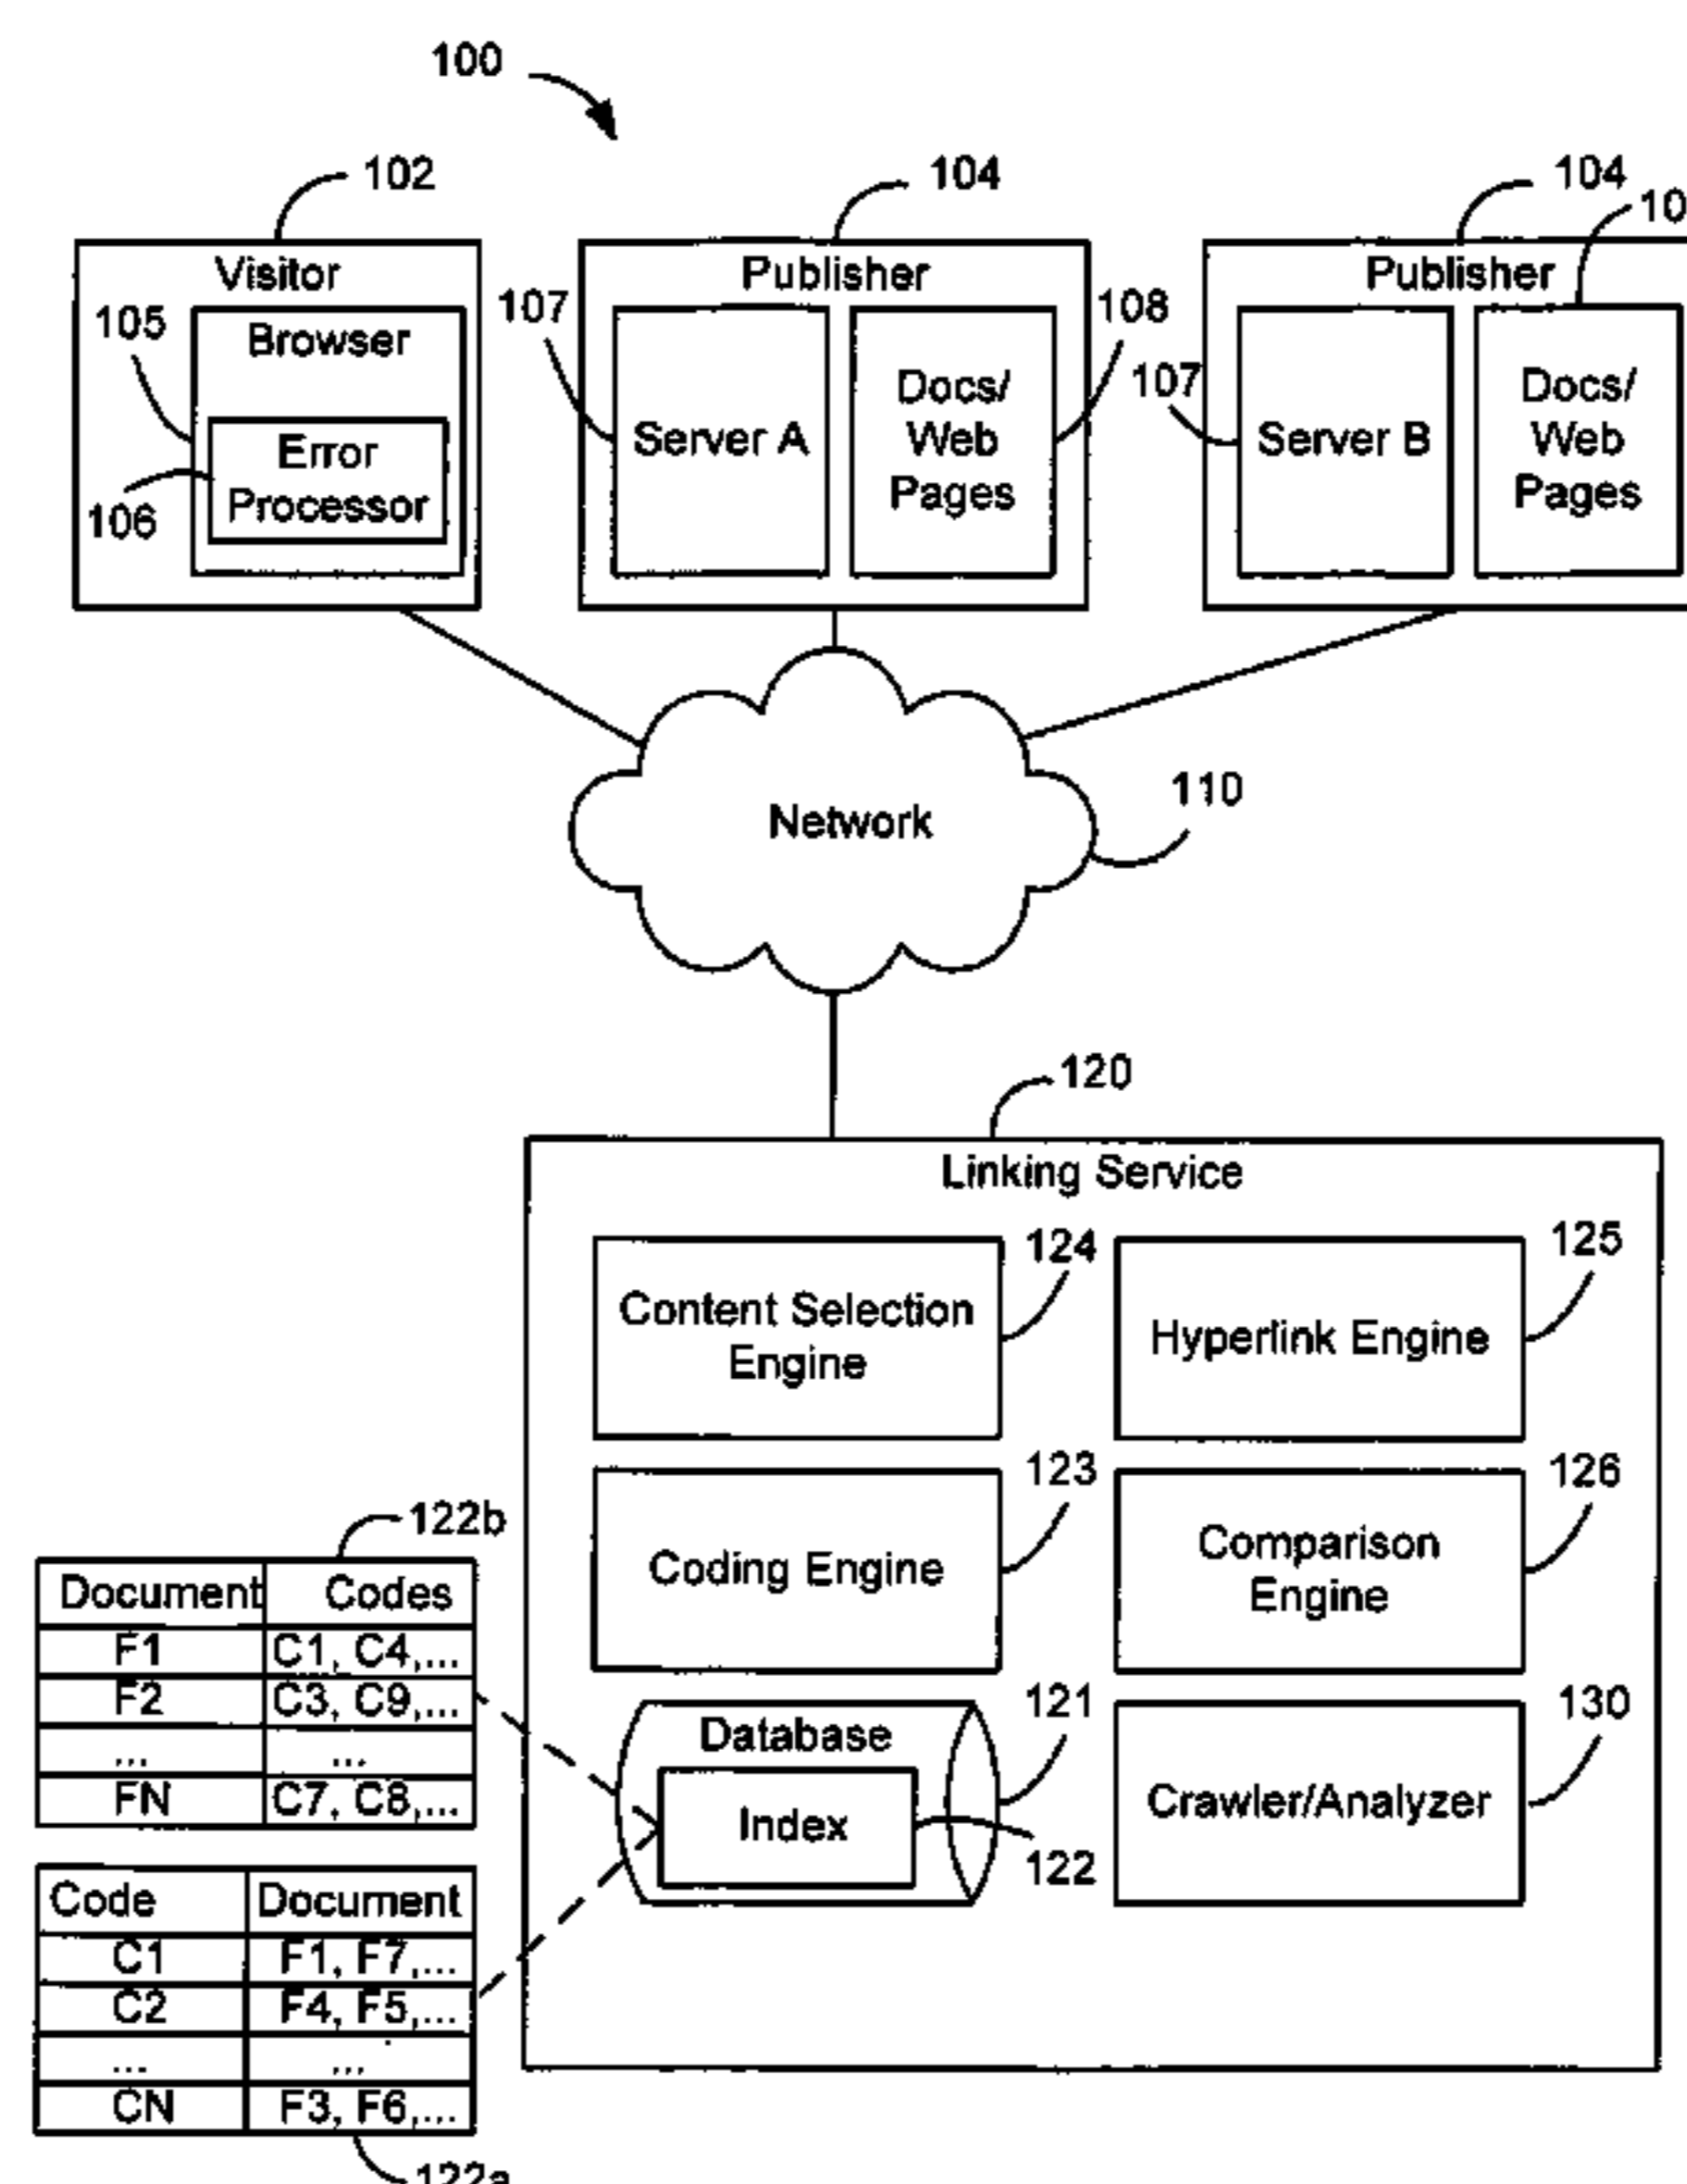 100
102
104
104
10
Visitor
Publisher
Publisher
105
Browser
107
108
Error
Processor
106
Server A
Docs/
Web
Pages
107
Server B
Docs/
Web
Pages
Network
110
120
Linking Service
Content Selection
Engine
124
Hyperlink Engine
125
Coding Engine
123
Comparison
Engine
126
122b
Document Codes
F1 C1, C4,...
F2 C3, C9,...
... ...
FN C7, C8,...
Database
121
Index
122
Crawler/Analyzer
130
Code Document
C1 F1, F7,...
C2 F4, F5,...
... ...
CN F3, F6,...
122a